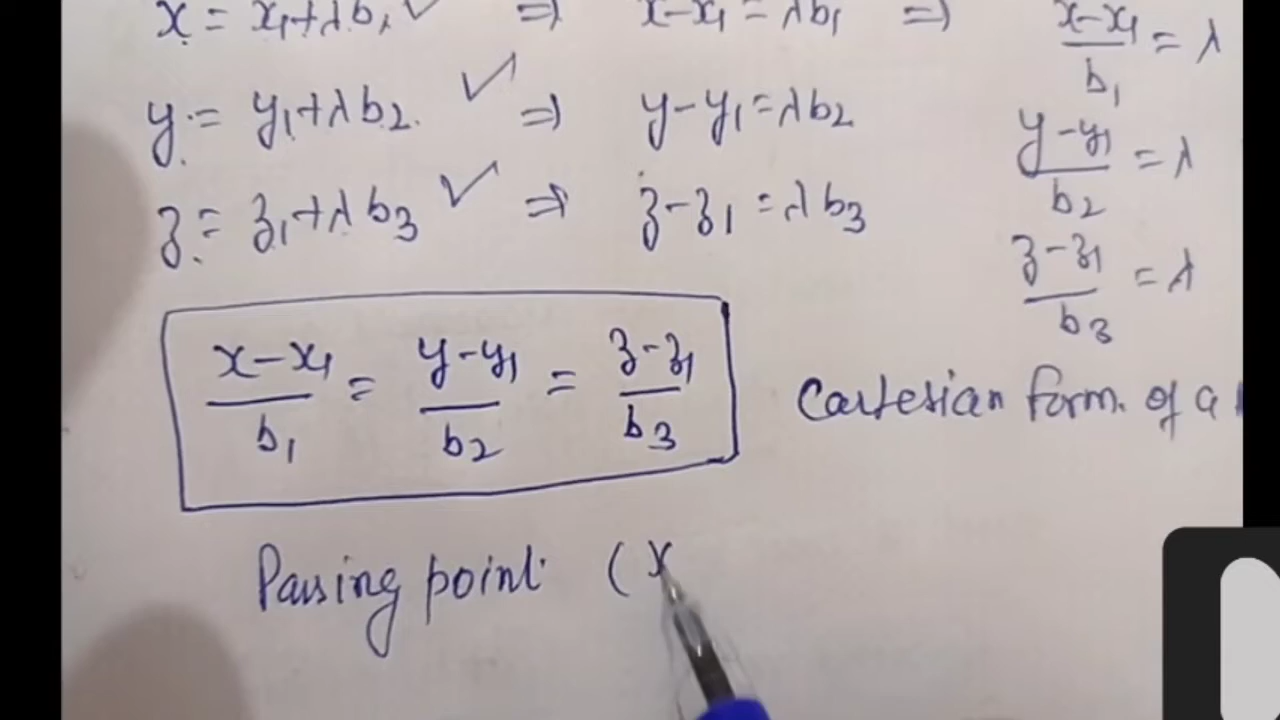 x = x₁+λb₁ ✓ ⇒ x-x₁ = λb₁ ⇒ x-x₁/b₁ = λ
y = y₁+λb₂ ✓ ⇒ y-y₁ = λb₂ y-y₁/b₂ = λ
z = z₁+λb₃ ✓ ⇒ z-z₁ = λb₃ z-z₁/b₃ = λ
x-x₁/b₁ = y-y₁/b₂ = z-z₁/b₃ Cartesian form. of a
Passing point (x